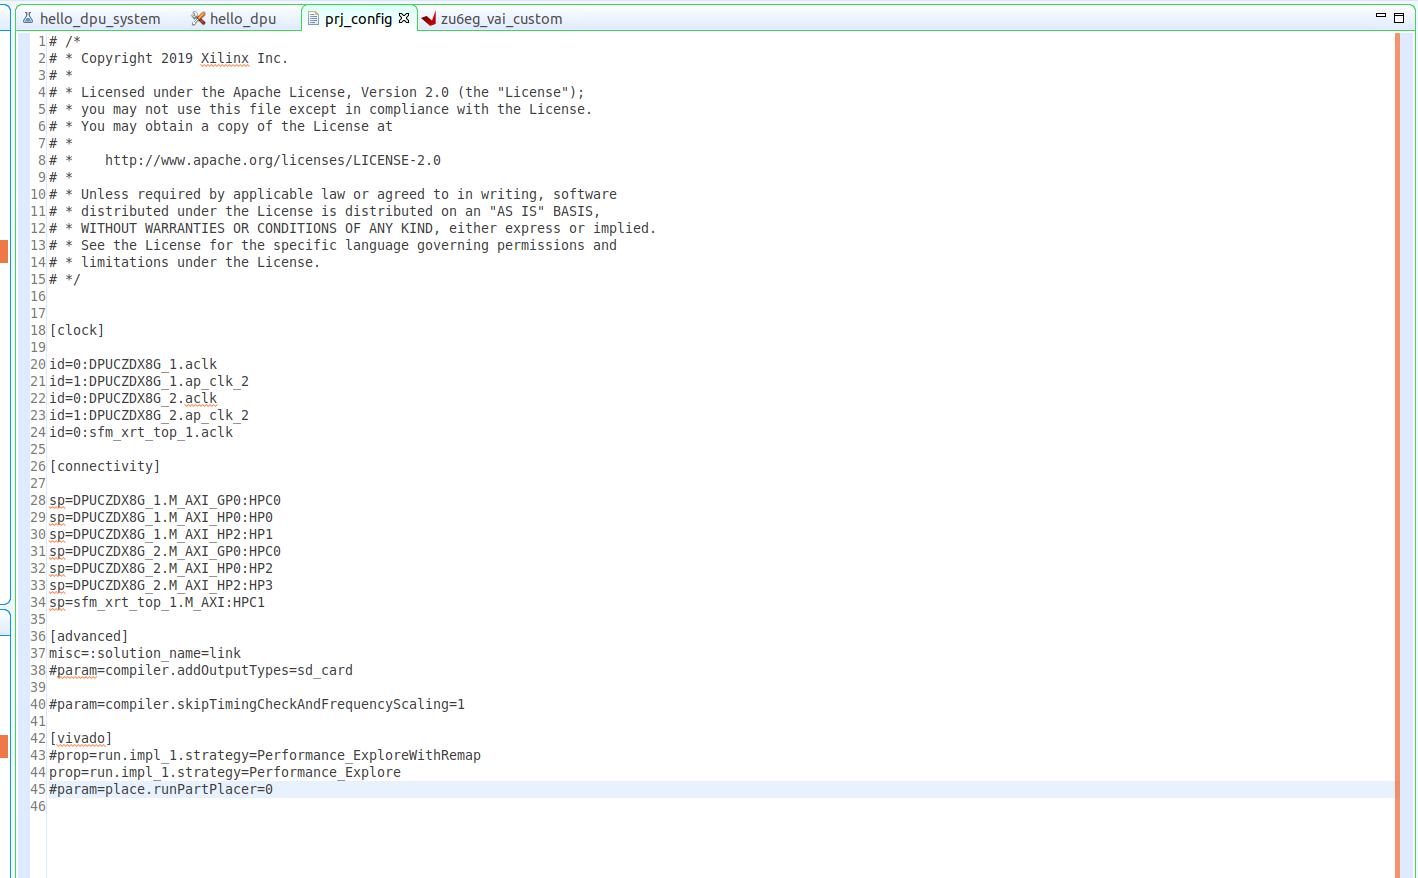 hello_dpu_system hello_dpu prj_config zu6eg_vai_custom
1 # /*
2 # * Copyright 2019 Xilinx Inc.
3 # *
4 # * Licensed under the Apache License, Version 2.0 (the "License");
5 # * you may not use this file except in compliance with the License.
6 # * You may obtain a copy of the License at
7 # *
8 # *    http://www.apache.org/licenses/LICENSE-2.0
9 # *
10 # * Unless required by applicable law or agreed to in writing, software
11 # * distributed under the License is distributed on an "AS IS" BASIS,
12 # * WITHOUT WARRANTIES OR CONDITIONS OF ANY KIND, either express or implied.
13 # * See the License for the specific language governing permissions and
14 # * limitations under the License.
15 # */
16
17
18 [clock]
19
20 id=0:DPUCZDX8G_1.aclk
21 id=1:DPUCZDX8G_1.ap_clk_2
22 id=0:DPUCZDX8G_2.aclk
23 id=1:DPUCZDX8G_2.ap_clk_2
24 id=0:sfm_xrt_top_1.aclk
25
26 [connectivity]
27
28 sp=DPUCZDX8G_1.M_AXI_GP0:HPC0
29 sp=DPUCZDX8G_1.M_AXI_HP0:HP0
30 sp=DPUCZDX8G_1.M_AXI_HP2:HP1
31 sp=DPUCZDX8G_2.M_AXI_GP0:HPC0
32 sp=DPUCZDX8G_2.M_AXI_HP0:HP2
33 sp=DPUCZDX8G_2.M_AXI_HP2:HP3
34 sp=sfm_xrt_top_1.M_AXI:HPC1
35
36 [advanced]
37 misc=:solution_name=link
38 #param=compiler.addOutputTypes=sd_card
39
40 #param=compiler.skipTimingCheckAndFrequencyScaling=1
41
42 [vivado]
43 #prop=run.impl_1.strategy=Performance_ExploreWithRemap
44 prop=run.impl_1.strategy=Performance_Explore
45 #param=place.runPartPlacer=0
46